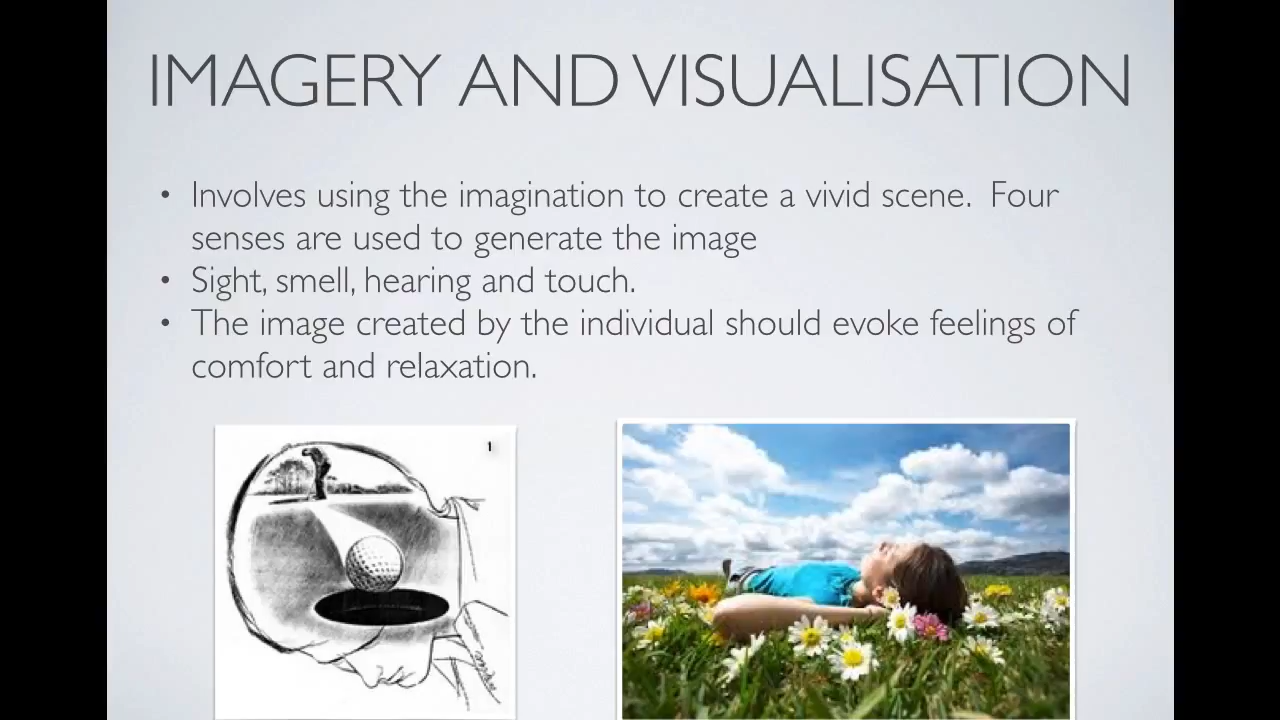 IMAGERY AND VISUALISATION
• Involves using the imagination to create a vivid scene.  Four
senses are used to generate the image
• Sight, smell, hearing and touch.
• The image created by the individual should evoke feelings of
comfort and relaxation.
1